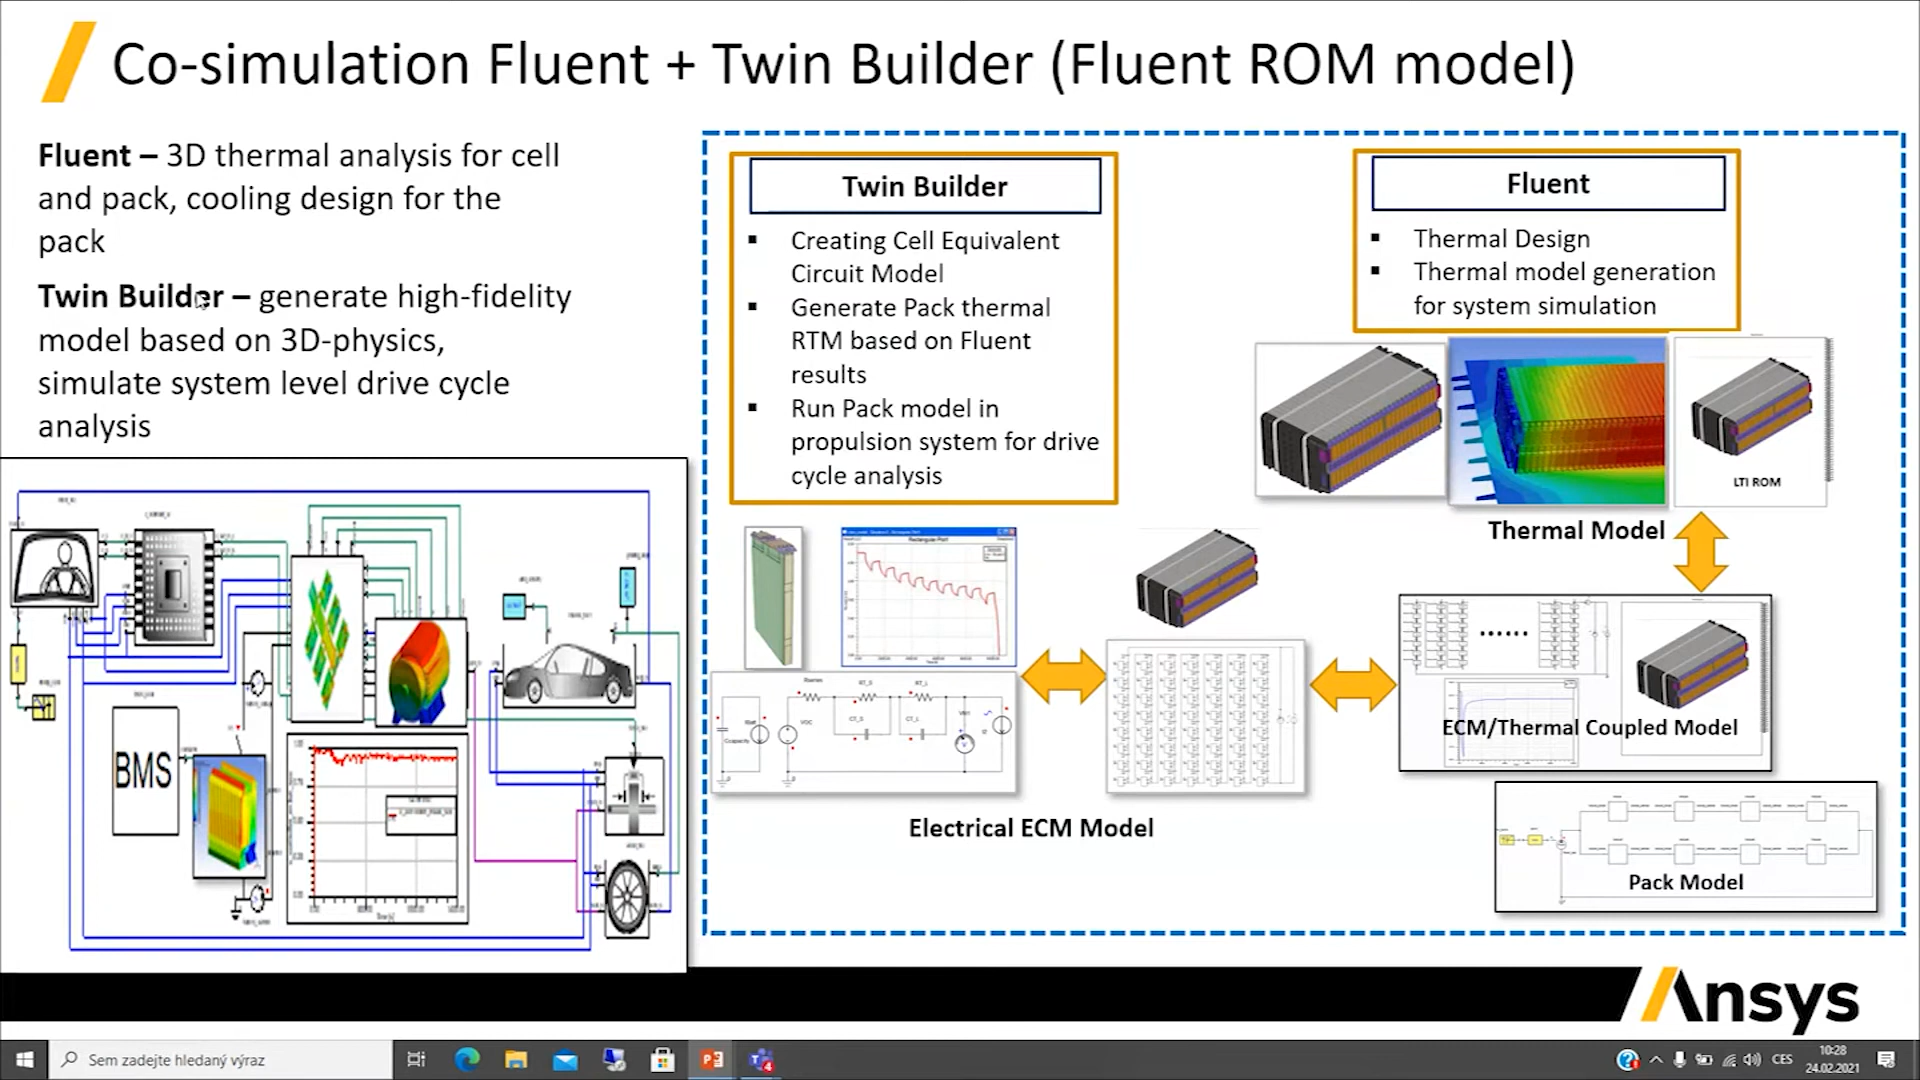 Co-simulation Fluent + Twin Builder (Fluent ROM model)
Fluent – 3D thermal analysis for cell
and pack, cooling design for the
pack
Twin Builder – generate high-fidelity
model based on 3D-physics,
simulate system level drive cycle
analysis
BMS
Twin Builder
▪ Creating Cell Equivalent
Circuit Model
▪ Generate Pack thermal
RTM based on Fluent
results
▪ Run Pack model in
propulsion system for drive
cycle analysis
Fluent
▪ Thermal Design
▪ Thermal model generation
for system simulation
LTI ROM
Thermal Model
ECM/Thermal Coupled Model
Electrical ECM Model
Pack Model
Ansys
Sem zadejte hledaný výraz
CES
10:28
24.02.2021